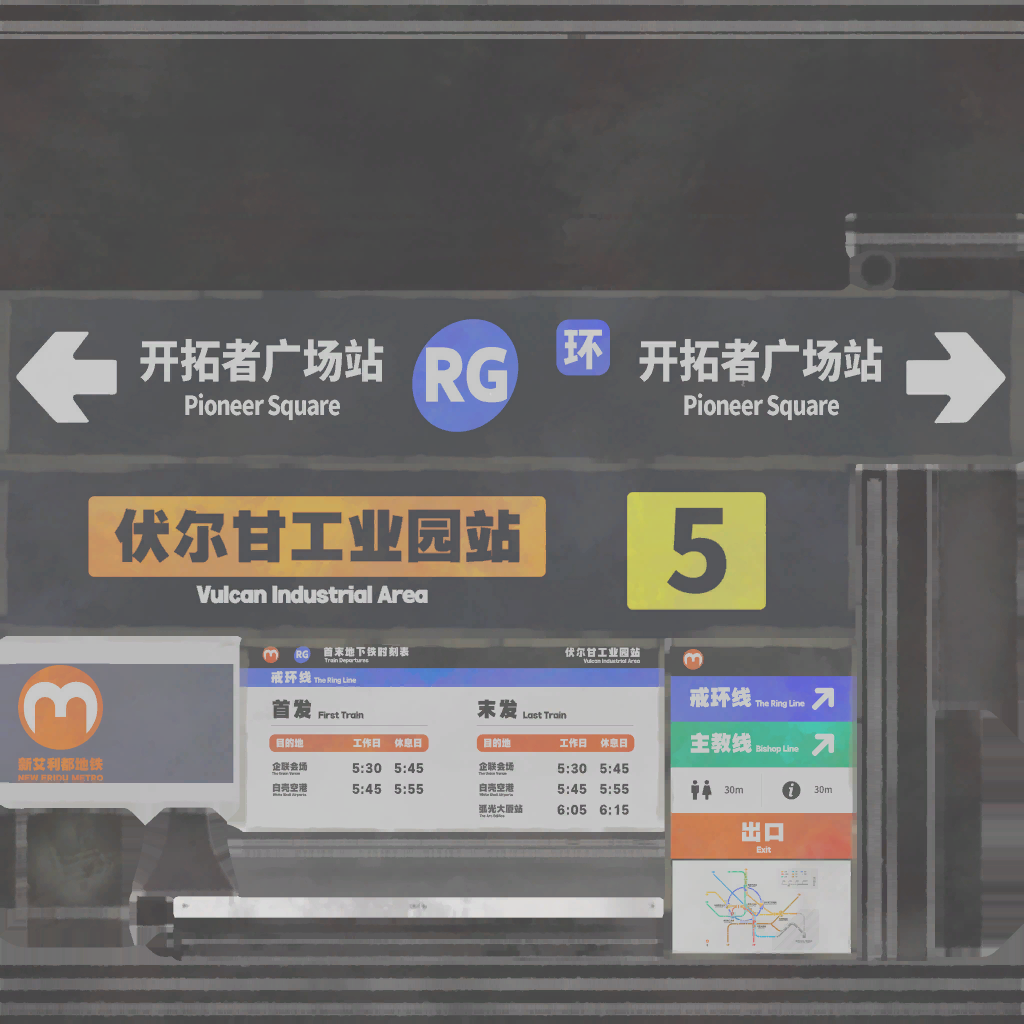 开拓者广场站
Pioneer Square
RG
环
开拓者广场站
Pioneer Square
伏尔甘工业园站
Vulcan Industrial Area
5
新艾利都地铁
NEW ERIDU METRO
RG
首末地下铁时刻表
Train Departures
伏尔甘工业园站
Vulcan Industrial Area
戒环线 The Ring Line
首发 First Train
目的地 工作日 休息日
企联会场 5:30 5:45
白亮空港 5:45 5:55
末发 Last Train
目的地 工作日 休息日
企联会场 5:30 5:45
白亮空港 5:45 5:55
弧光大厦站 6:05 6:15
戒环线 The Ring Line
主教线 Bishop Line
30m
30m
出口
Exit